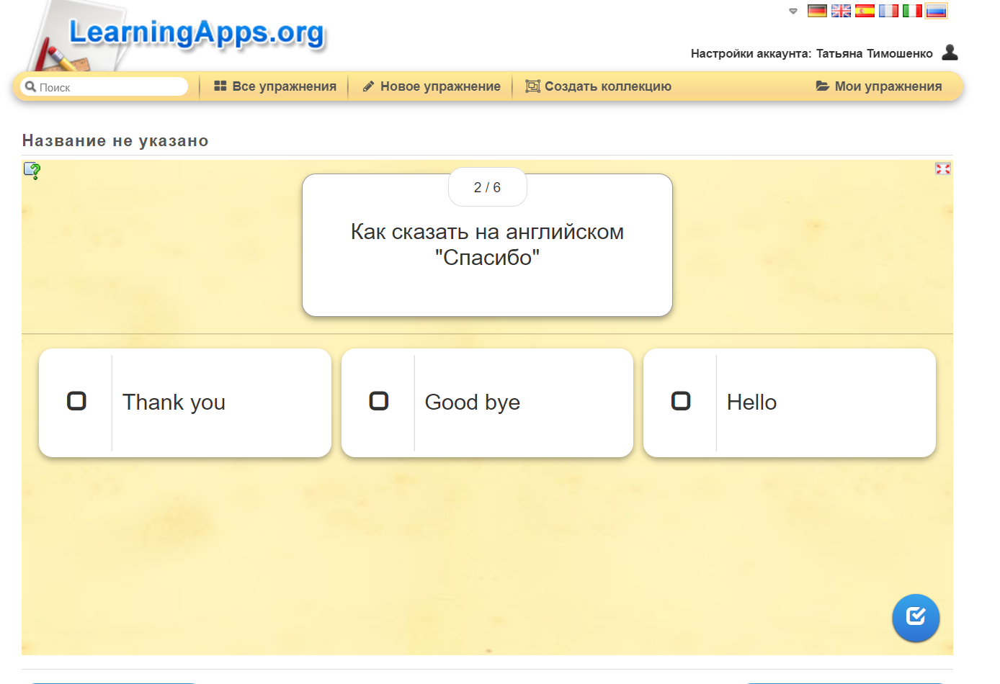 LearningApps.org
Настройки аккаунта: Татьяна Тимошенко
Поиск
Все упражнения
Новое упражнение
Создать коллекцию
Мои упражнения
Название не указано
2 / 6
Как сказать на английском
"Спасибо"
Thank you
Good bye
Hello